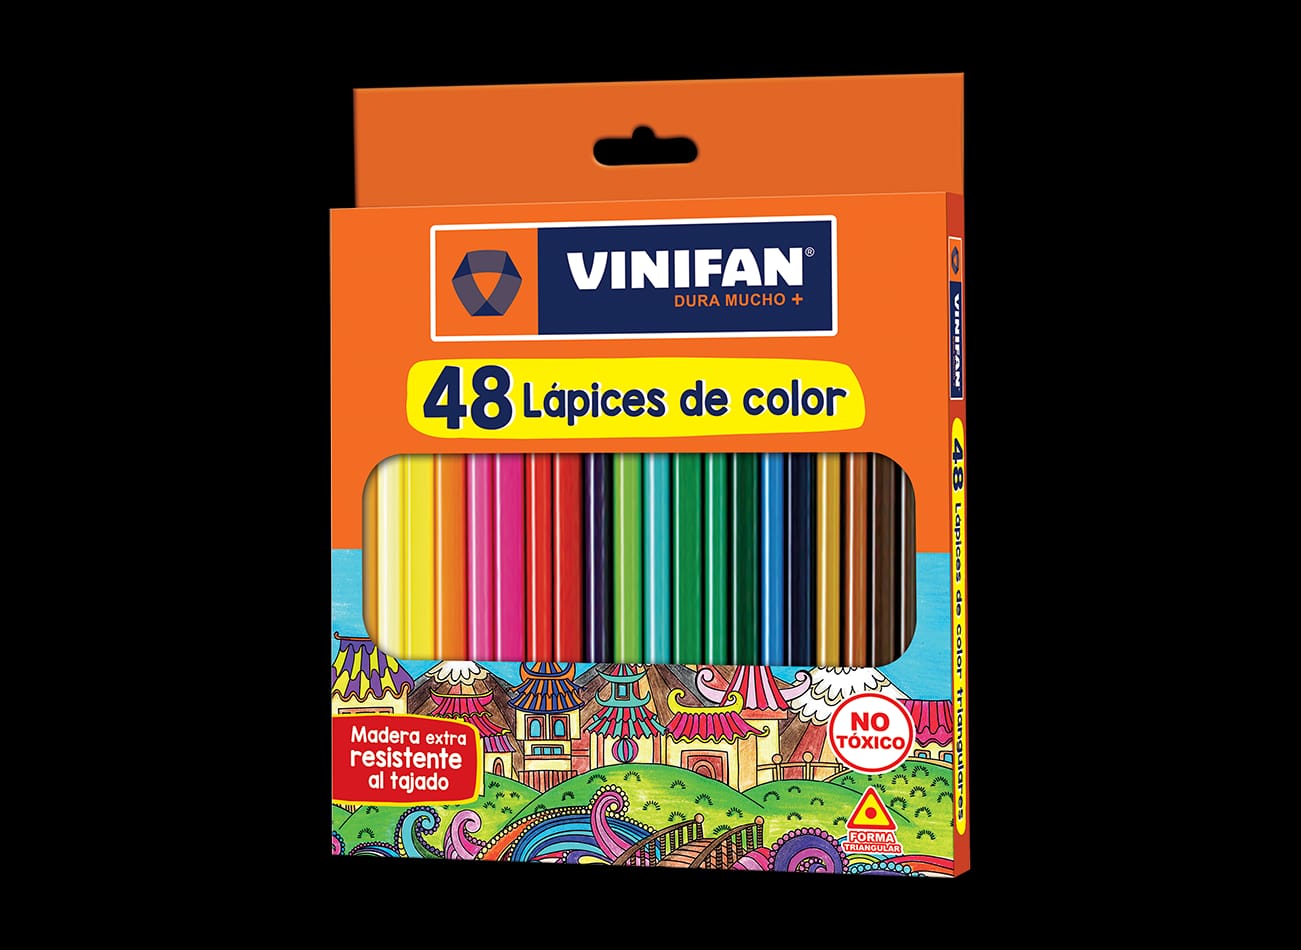 VINIFAN®
DURA MUCHO +
48 Lápices de color
Madera extra
resistente
al tajado
NO
TÓXICO
FORMA
TRIANGULAR
VINIFAN
48 Lápices de color triangulares